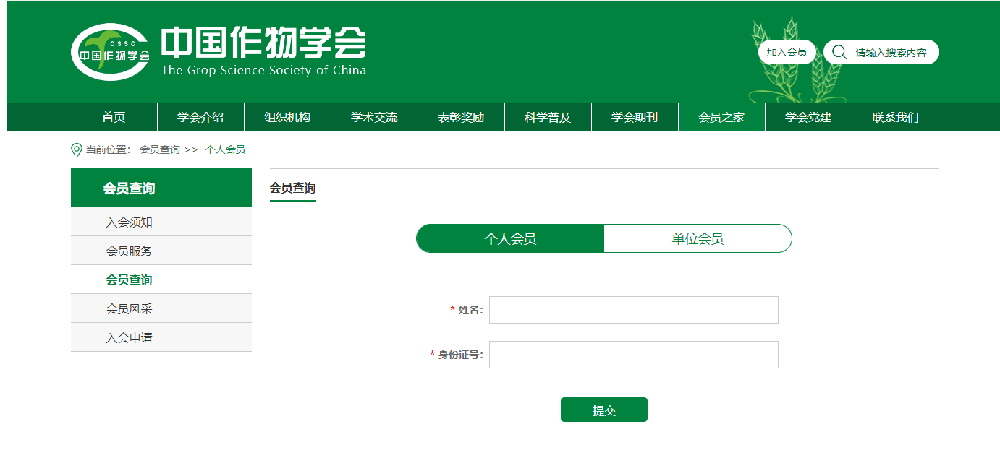 CSSC
中国作物学会
中国作物学会
The Grop Science Society of China
加入会员
请输入搜索内容
首页 学会介绍 组织机构 学术交流 表彰奖励 科学普及 学会期刊 会员之家 学会党建 联系我们
当前位置： 会员查询 >> 个人会员
会员查询
入会须知
会员服务
会员查询
会员风采
入会申请
会员查询
个人会员 单位会员
* 姓名：
* 身份证号：
提交